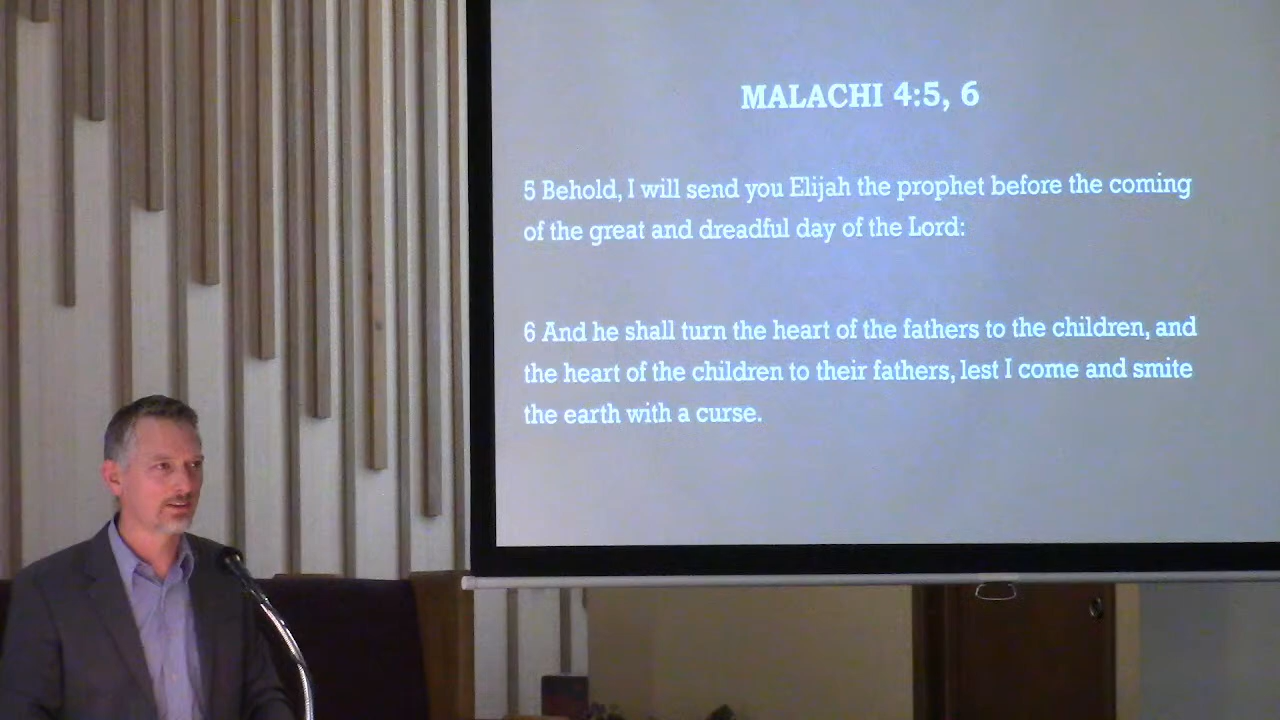 MALACHI 4:5, 6
5 Behold, I will send you Elijah the prophet before the coming
of the great and dreadful day of the Lord:
6 And he shall turn the heart of the fathers to the children, and
the heart of the children to their fathers, lest I come and smite
the earth with a curse.